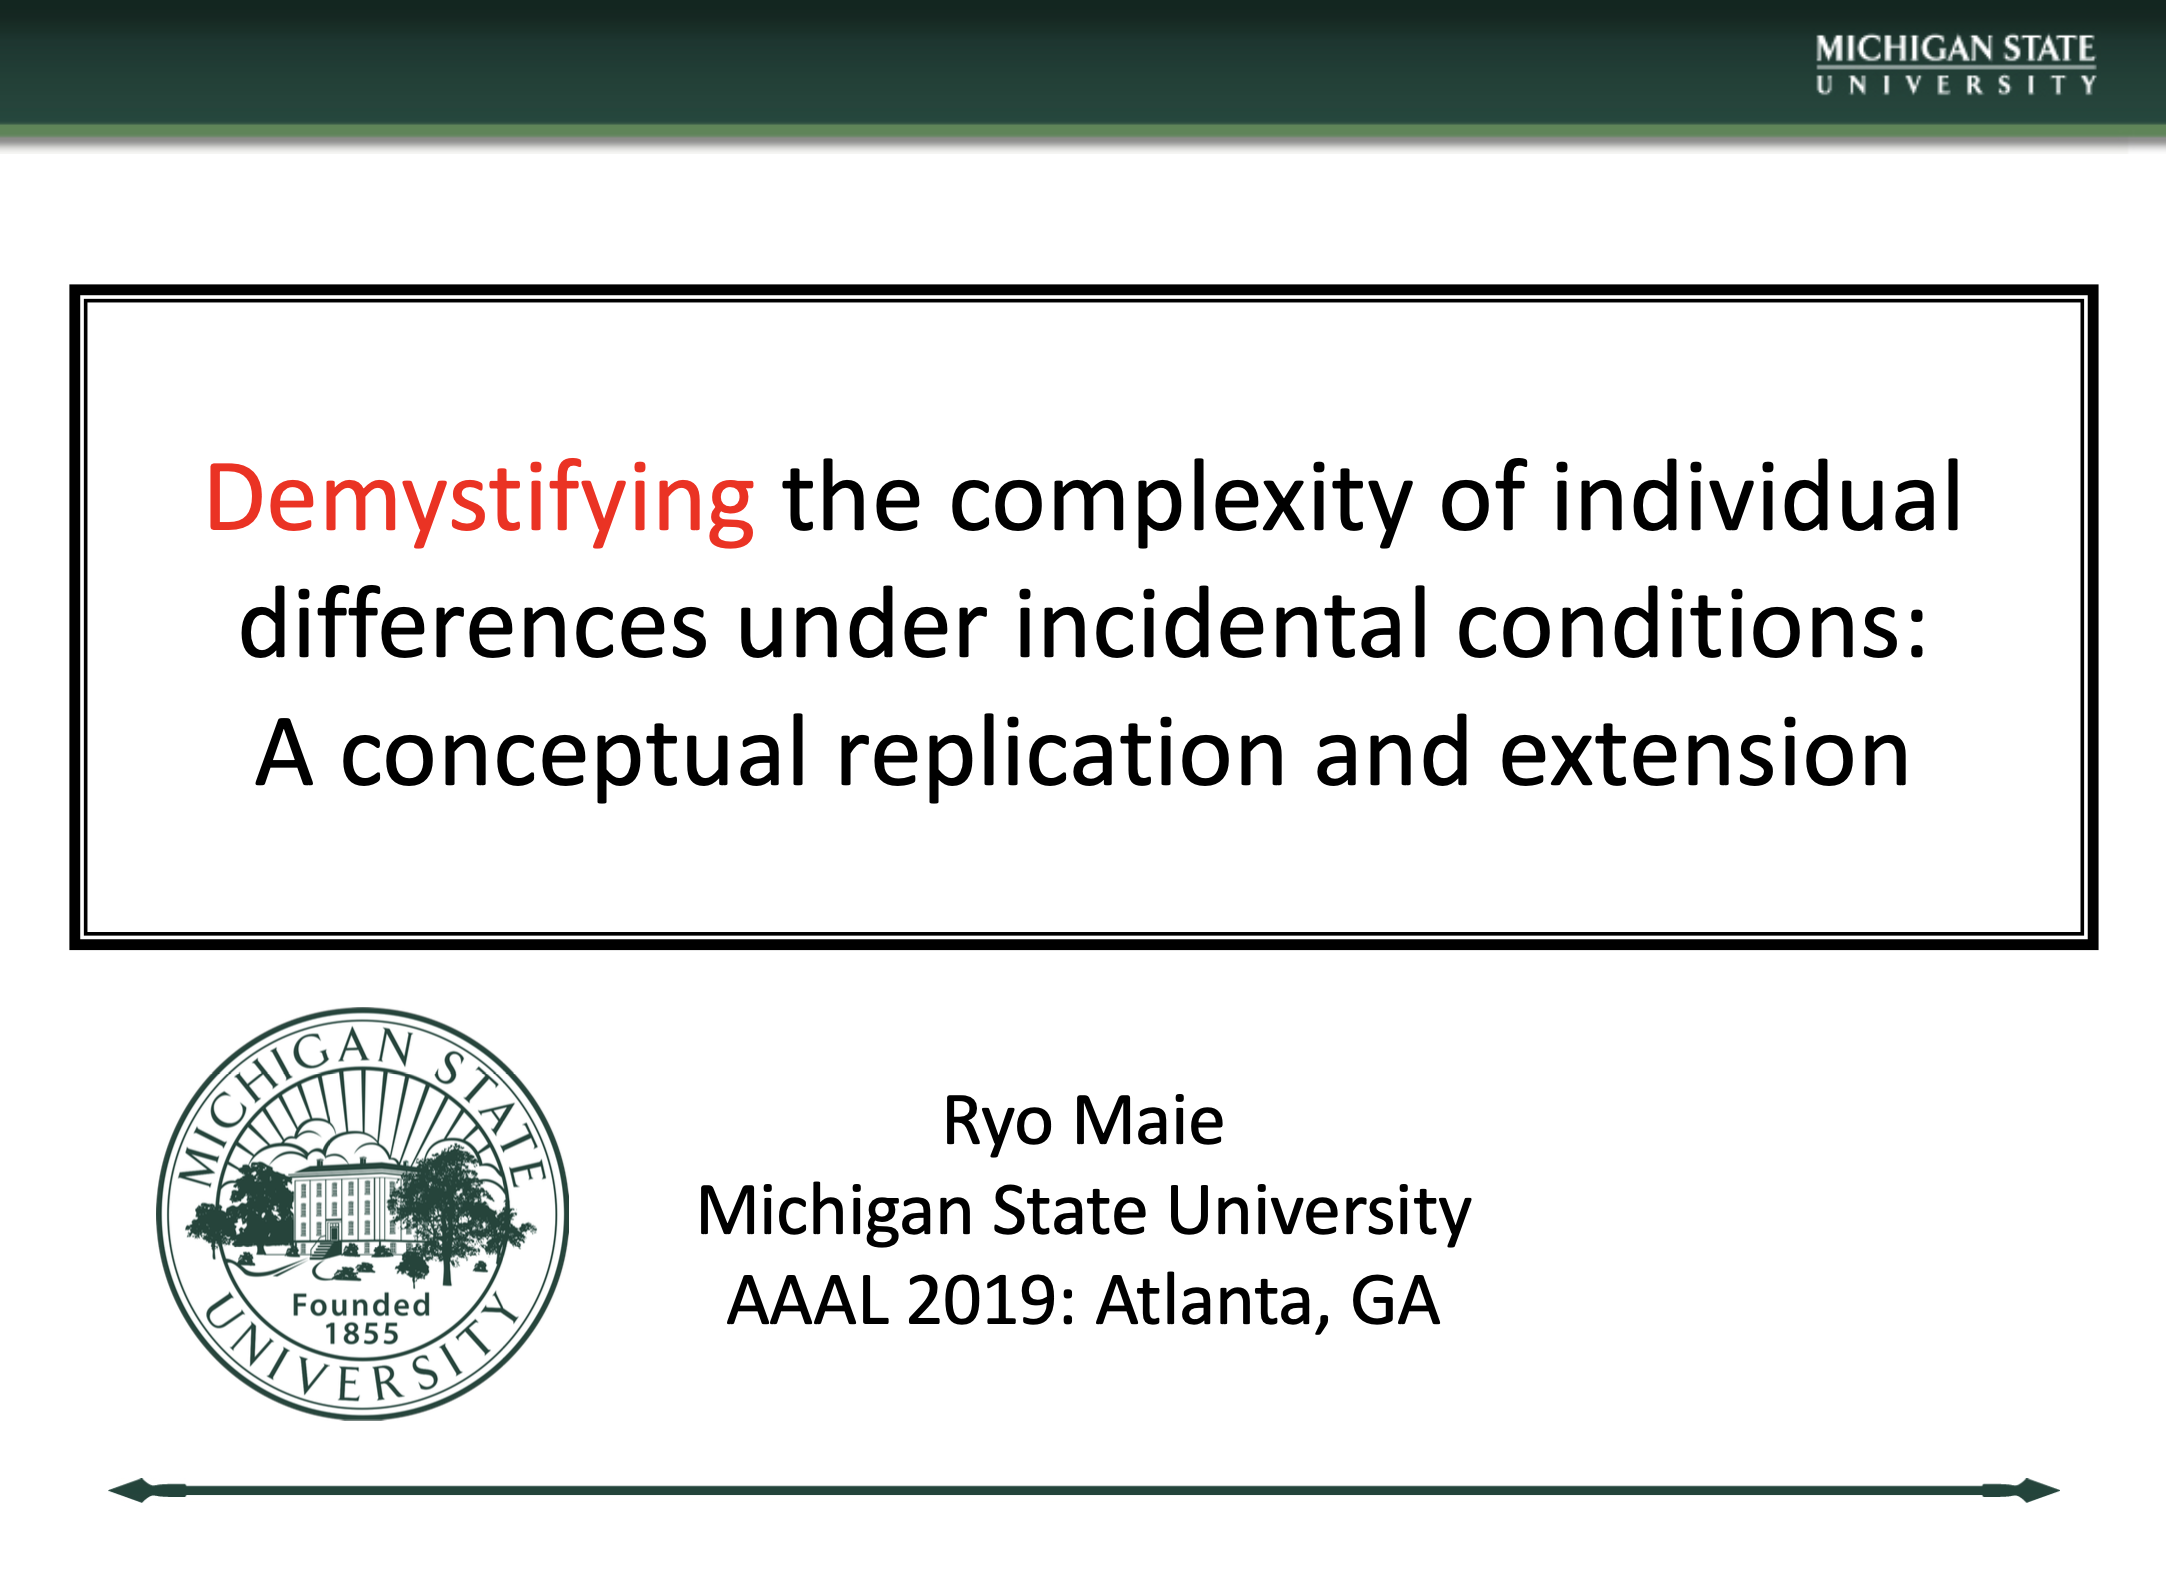 MICHIGAN STATE
UNIVERSITY
Demystifying the complexity of individual
differences under incidental conditions:
A conceptual replication and extension
MICHIGAN STATE
UNIVERSITY
Founded
1855
Ryo Maie
Michigan State University
AAAL 2019: Atlanta, GA